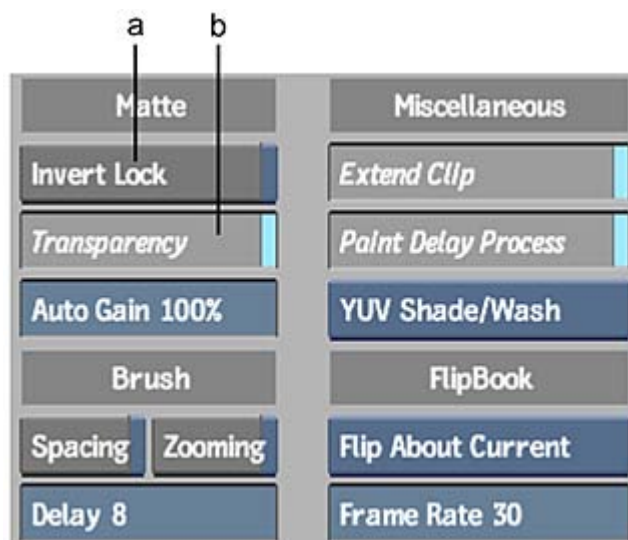 a
b
Matte
Invert Lock
Transparency
Auto Gain 100%
Brush
Spacing
Zooming
Delay 8
Miscellaneous
Extend Clip
Paint Delay Process
YUV Shade/Wash
FlipBook
Flip About Current
Frame Rate 30